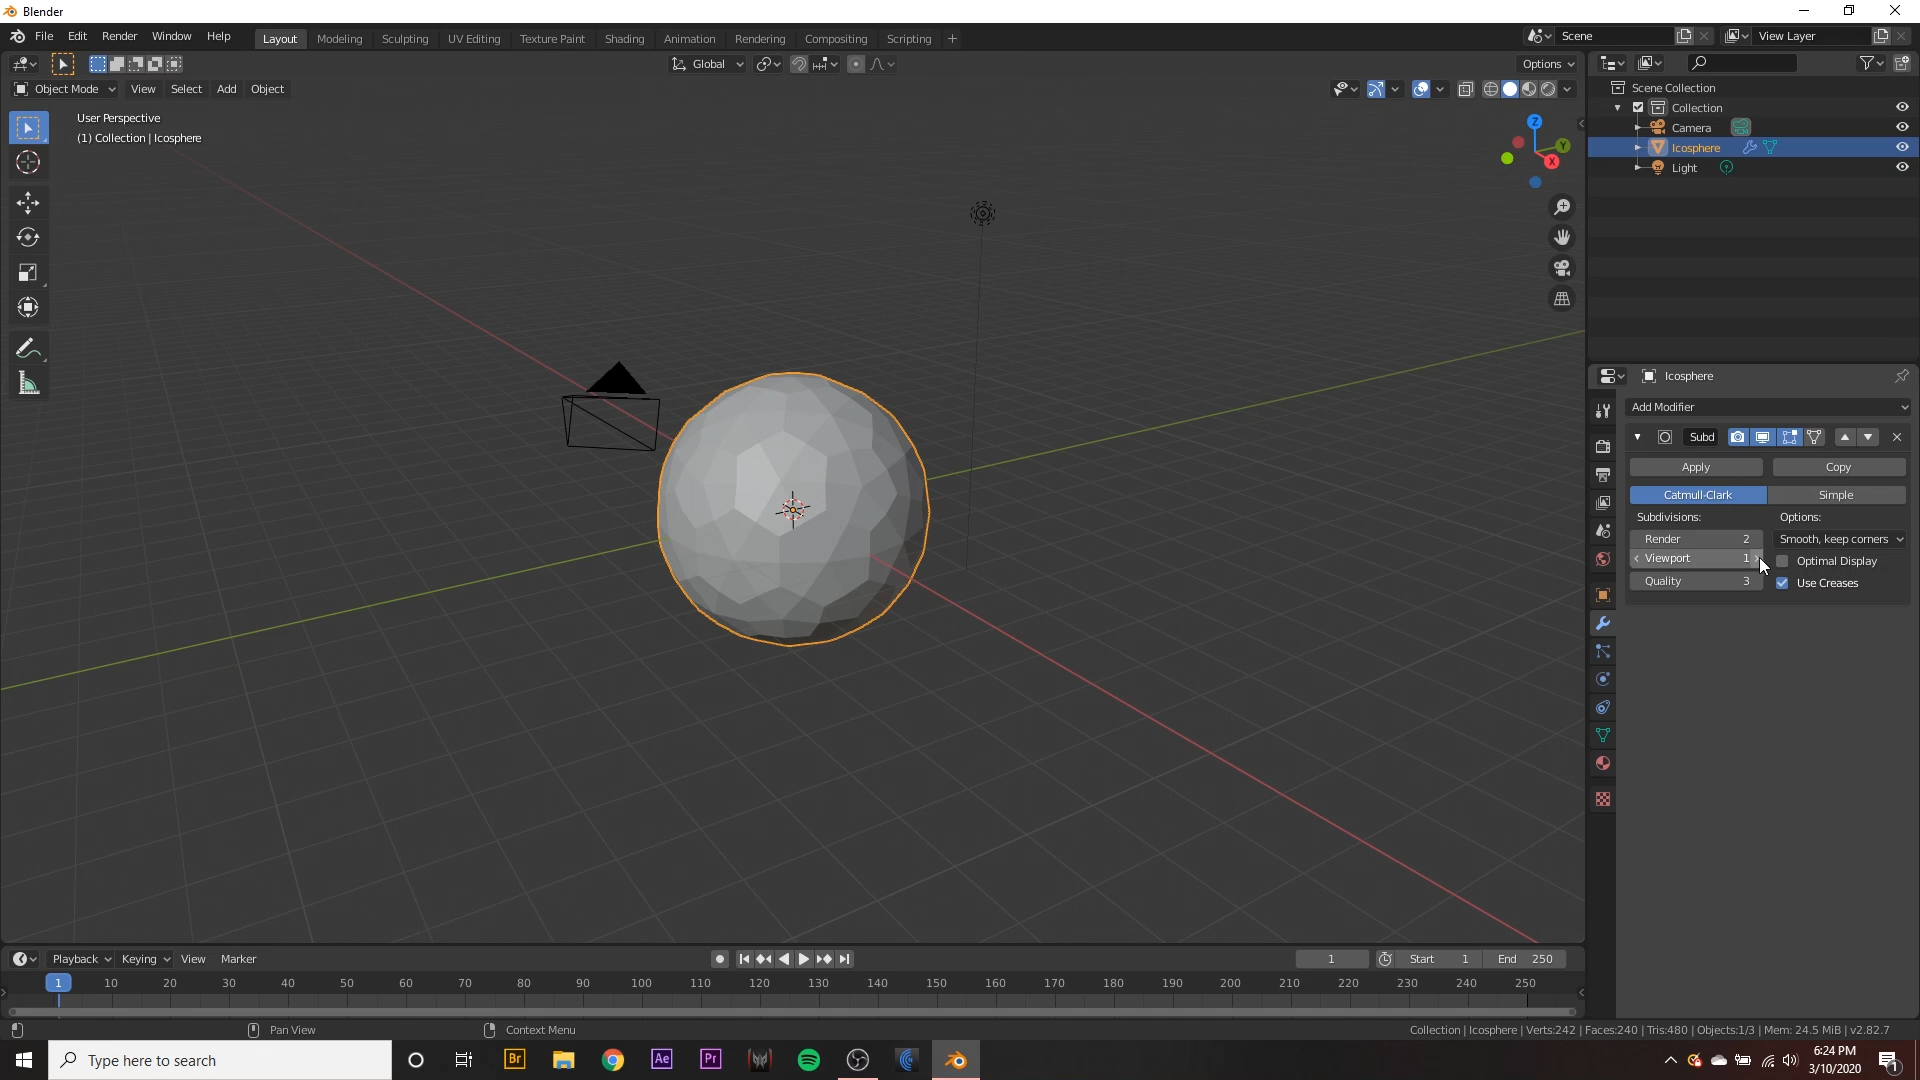 Blender
File Edit Render Window Help Layout Modeling Sculpting UV Editing Texture Paint Shading Animation Rendering Compositing Scripting + Scene View Layer
Global Options
Object Mode View Select Add Object
User Perspective
(1) Collection | Icosphere
Z
Y
X
Scene Collection
Collection
Camera
Icosphere
Light
Icosphere
Add Modifier
Subd
Apply Copy
Catmull-Clark Simple
Subdivisions: Options:
Render 2 Smooth, keep corners
Viewport 1 Optimal Display
Quality 3 Use Creases
Playback Keying View Marker 1 Start 1 End 250
1 10 20 30 40 50 60 70 80 90 100 110 120 130 140 150 160 170 180 190 200 210 220 230 240 250
Pan View Context Menu Collection | Icosphere | Verts:242 | Faces:240 | Tris:480 | Objects:1/3 | Mem: 24.5 MiB | v2.82.7
Type here to search Br Ae Pr 6:24 PM
3/10/2020 1